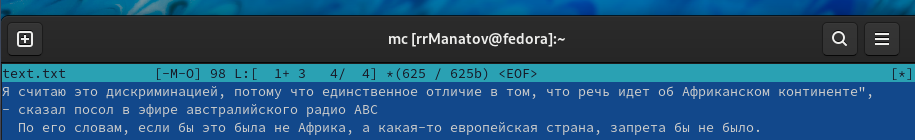 mc [rrManatov@fedora]:~
text.txt [-M-O] 98 L:[ 1+ 3 4/ 4] *(625 / 625b) <EOF> [*]
Я считаю это дискриминацией, потому что единственное отличие в том, что речь идет об Африканском континенте",
- сказал посол в эфире австралийского радио ABC
По его словам, если бы это была не Африка, а какая-то европейская страна, запрета бы не было.